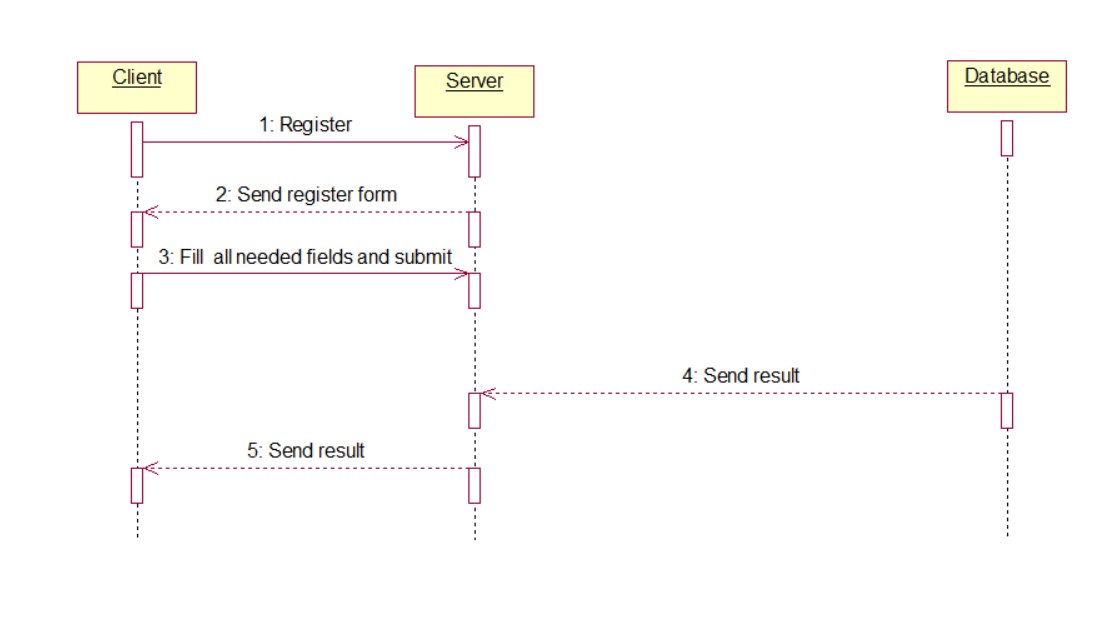 Client
Server
Database
1: Register
2: Send register form
3: Fill  all needed fields and submit
4: Send result
5: Send result